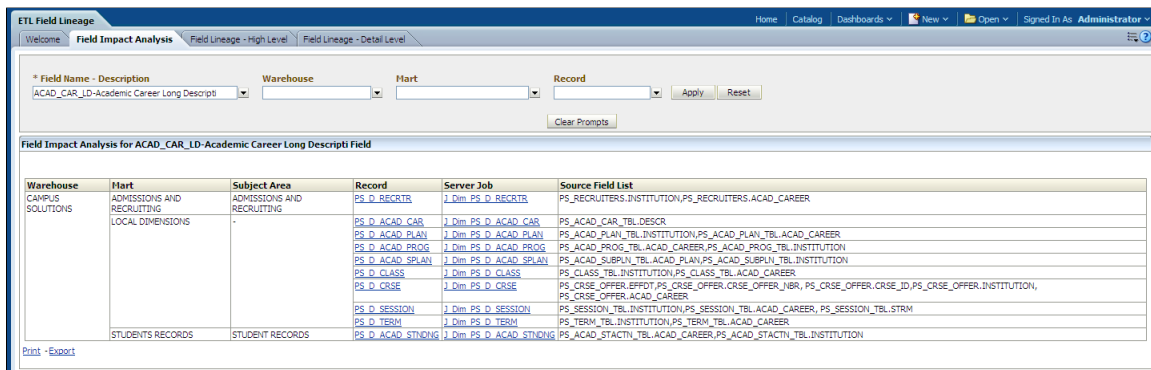 ETL Field Lineage
Home Catalog Dashboards New Open Signed In As Administrator
Welcome Field Impact Analysis Field Lineage - High Level Field Lineage - Detail Level
* Field Name - Description Warehouse Mart Record
ACAD_CAR_LD-Academic Career Long Descripti Apply Reset
Clear Prompts
Field Impact Analysis for ACAD_CAR_LD-Academic Career Long Descripti Field
Warehouse Mart Subject Area Record Server Job Source Field List
CAMPUS SOLUTIONS ADMISSIONS AND RECRUITING ADMISSIONS AND RECRUITING PS_D_RECRTR J_Dim_PS_D_RECRTR PS_RECRUITERS.INSTITUTION,PS_RECRUITERS.ACAD_CAREER
LOCAL DIMENSIONS - PS_D_ACAD_CAR J_Dim_PS_D_ACAD_CAR PS_ACAD_CAR_TBL.DESCR
PS_D_ACAD_PLAN J_Dim_PS_D_ACAD_PLAN PS_ACAD_PLAN_TBL.INSTITUTION,PS_ACAD_PLAN_TBL.ACAD_CAREER
PS_D_ACAD_PROG J_Dim_PS_D_ACAD_PROG PS_ACAD_PROG_TBL.ACAD_CAREER,PS_ACAD_PROG_TBL.INSTITUTION
PS_D_ACAD_SPLAN J_Dim_PS_D_ACAD_SPLAN PS_ACAD_SUBPLN_TBL.ACAD_PLAN,PS_ACAD_SUBPLN_TBL.INSTITUTION
PS_D_CLASS J_Dim_PS_D_CLASS PS_CLASS_TBL.INSTITUTION,PS_CLASS_TBL.ACAD_CAREER
PS_D_CRSE J_Dim_PS_D_CRSE PS_CRSE_OFFER.EFFDT,PS_CRSE_OFFER.CRSE_OFFER_NBR, PS_CRSE_OFFER.CRSE_ID,PS_CRSE_OFFER.INSTITUTION,
PS_CRSE_OFFER.ACAD_CAREER
PS_D_SESSION J_Dim_PS_D_SESSION PS_SESSION_TBL.INSTITUTION,PS_SESSION_TBL.ACAD_CAREER, PS_SESSION_TBL.STRM
PS_D_TERM J_Dim_PS_D_TERM PS_TERM_TBL.INSTITUTION,PS_TERM_TBL.ACAD_CAREER
STUDENTS RECORDS STUDENT RECORDS PS_D_ACAD_STNDNG J_Dim_PS_D_ACAD_STNDNG PS_ACAD_STACTN_TBL.ACAD_CAREER,PS_ACAD_STACTN_TBL.INSTITUTION
Print - Export